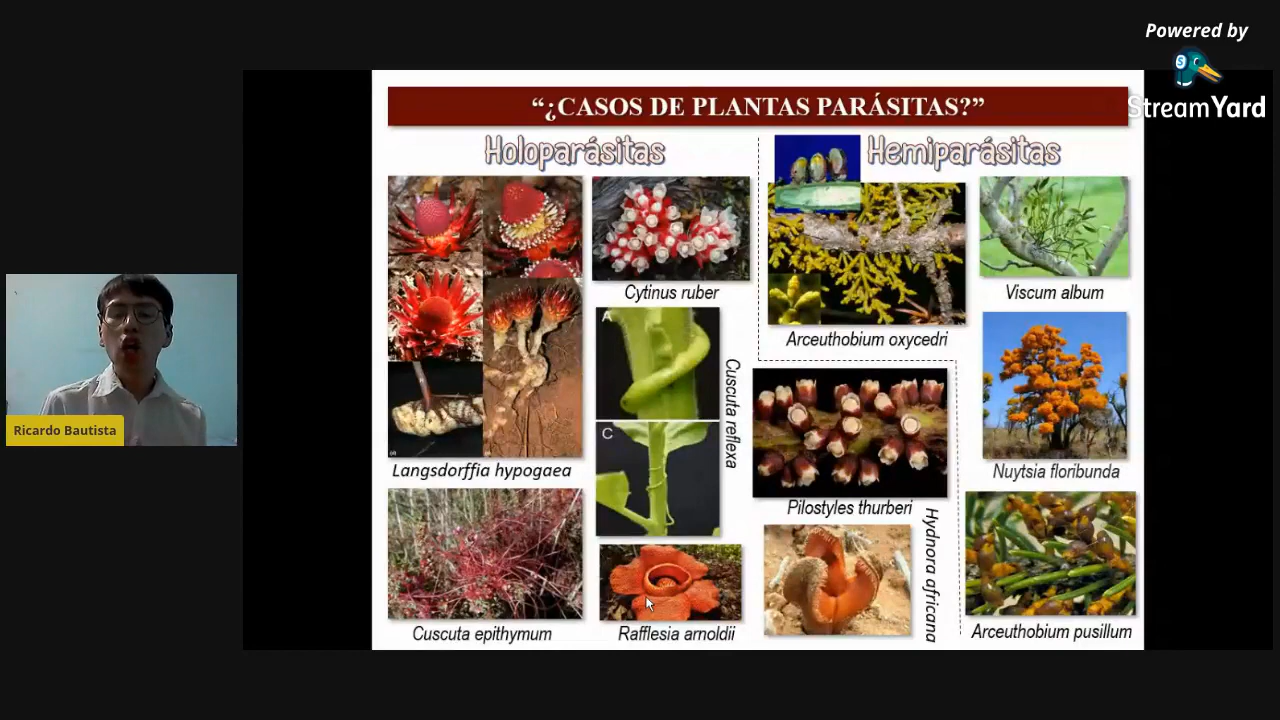 Powered by
StreamYard
“¿CASOS DE PLANTAS PARÁSITAS?”
Holoparásitas
Hemiparásitas
Cytinus ruber
Viscum album
Arceuthobium oxycedri
A
Cuscuta reflexa
C
Ricardo Bautista
Langsdorffia hypogaea
Nuytsia floribunda
Pilostyles thurberi
Hydnora africana
Cuscuta epithymum
Rafflesia arnoldii
Arceuthobium pusillum